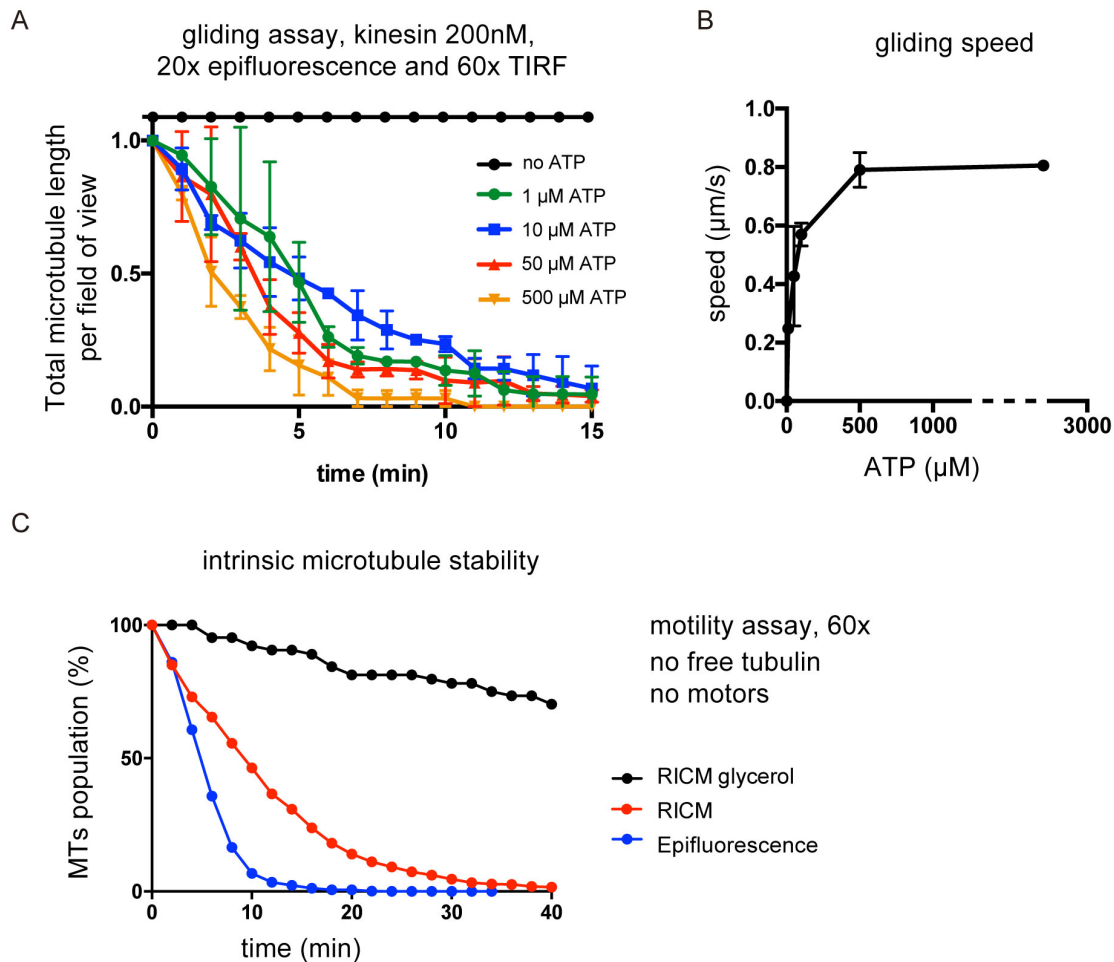 A
gliding assay, kinesin 200nM,
20x epifluorescence and 60x TIRF
Total microtubule length
per field of view
1.0
0.5
0.0
0
5
10
15
time (min)
no ATP
1 µM ATP
10 µM ATP
50 µM ATP
500 µM ATP
B
gliding speed
speed (µm/s)
1.0
0.8
0.6
0.4
0.2
0.0
0
500
1000
3000
ATP (µM)
C
intrinsic microtubule stability
MTs population (%)
100
50
0
0
10
20
30
40
time (min)
motility assay, 60x
no free tubulin
no motors
RICM glycerol
RICM
Epifluorescence